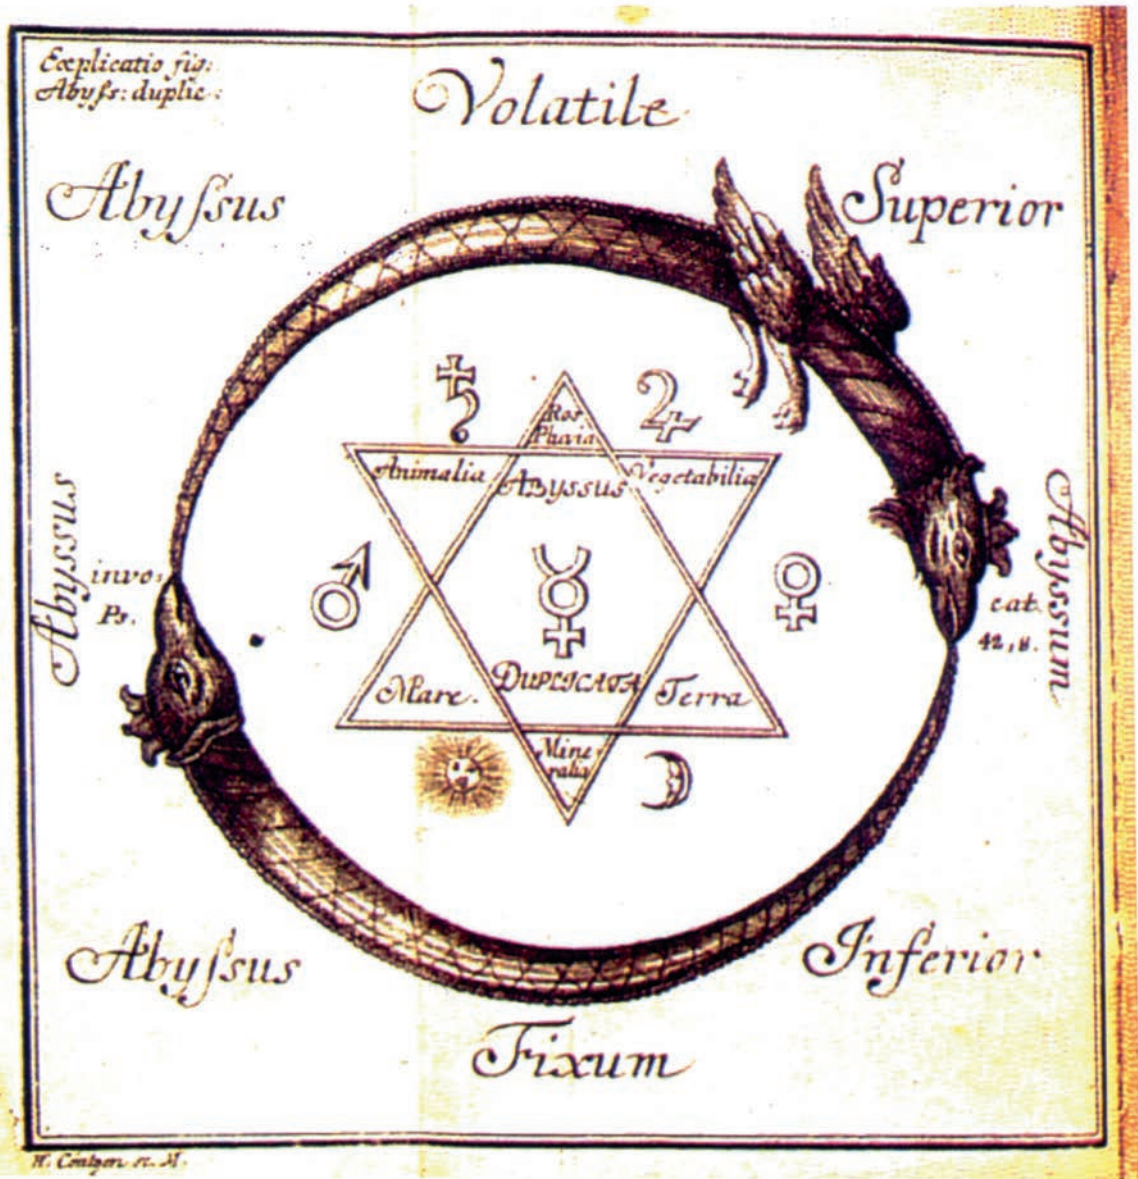 Explicatio fig:
Abyſs: duplic:
Volatile
Abyſsus
Superior
Ros
Pluvia
Animalia
Vegetabilia
Abyssus
Abyssus
invo:
Ps.
Abyssum
cat.
42, 8.
Mare.
Duplicata
Terra
Mine-
ralia
Abyſsus
Inferior
Fixum